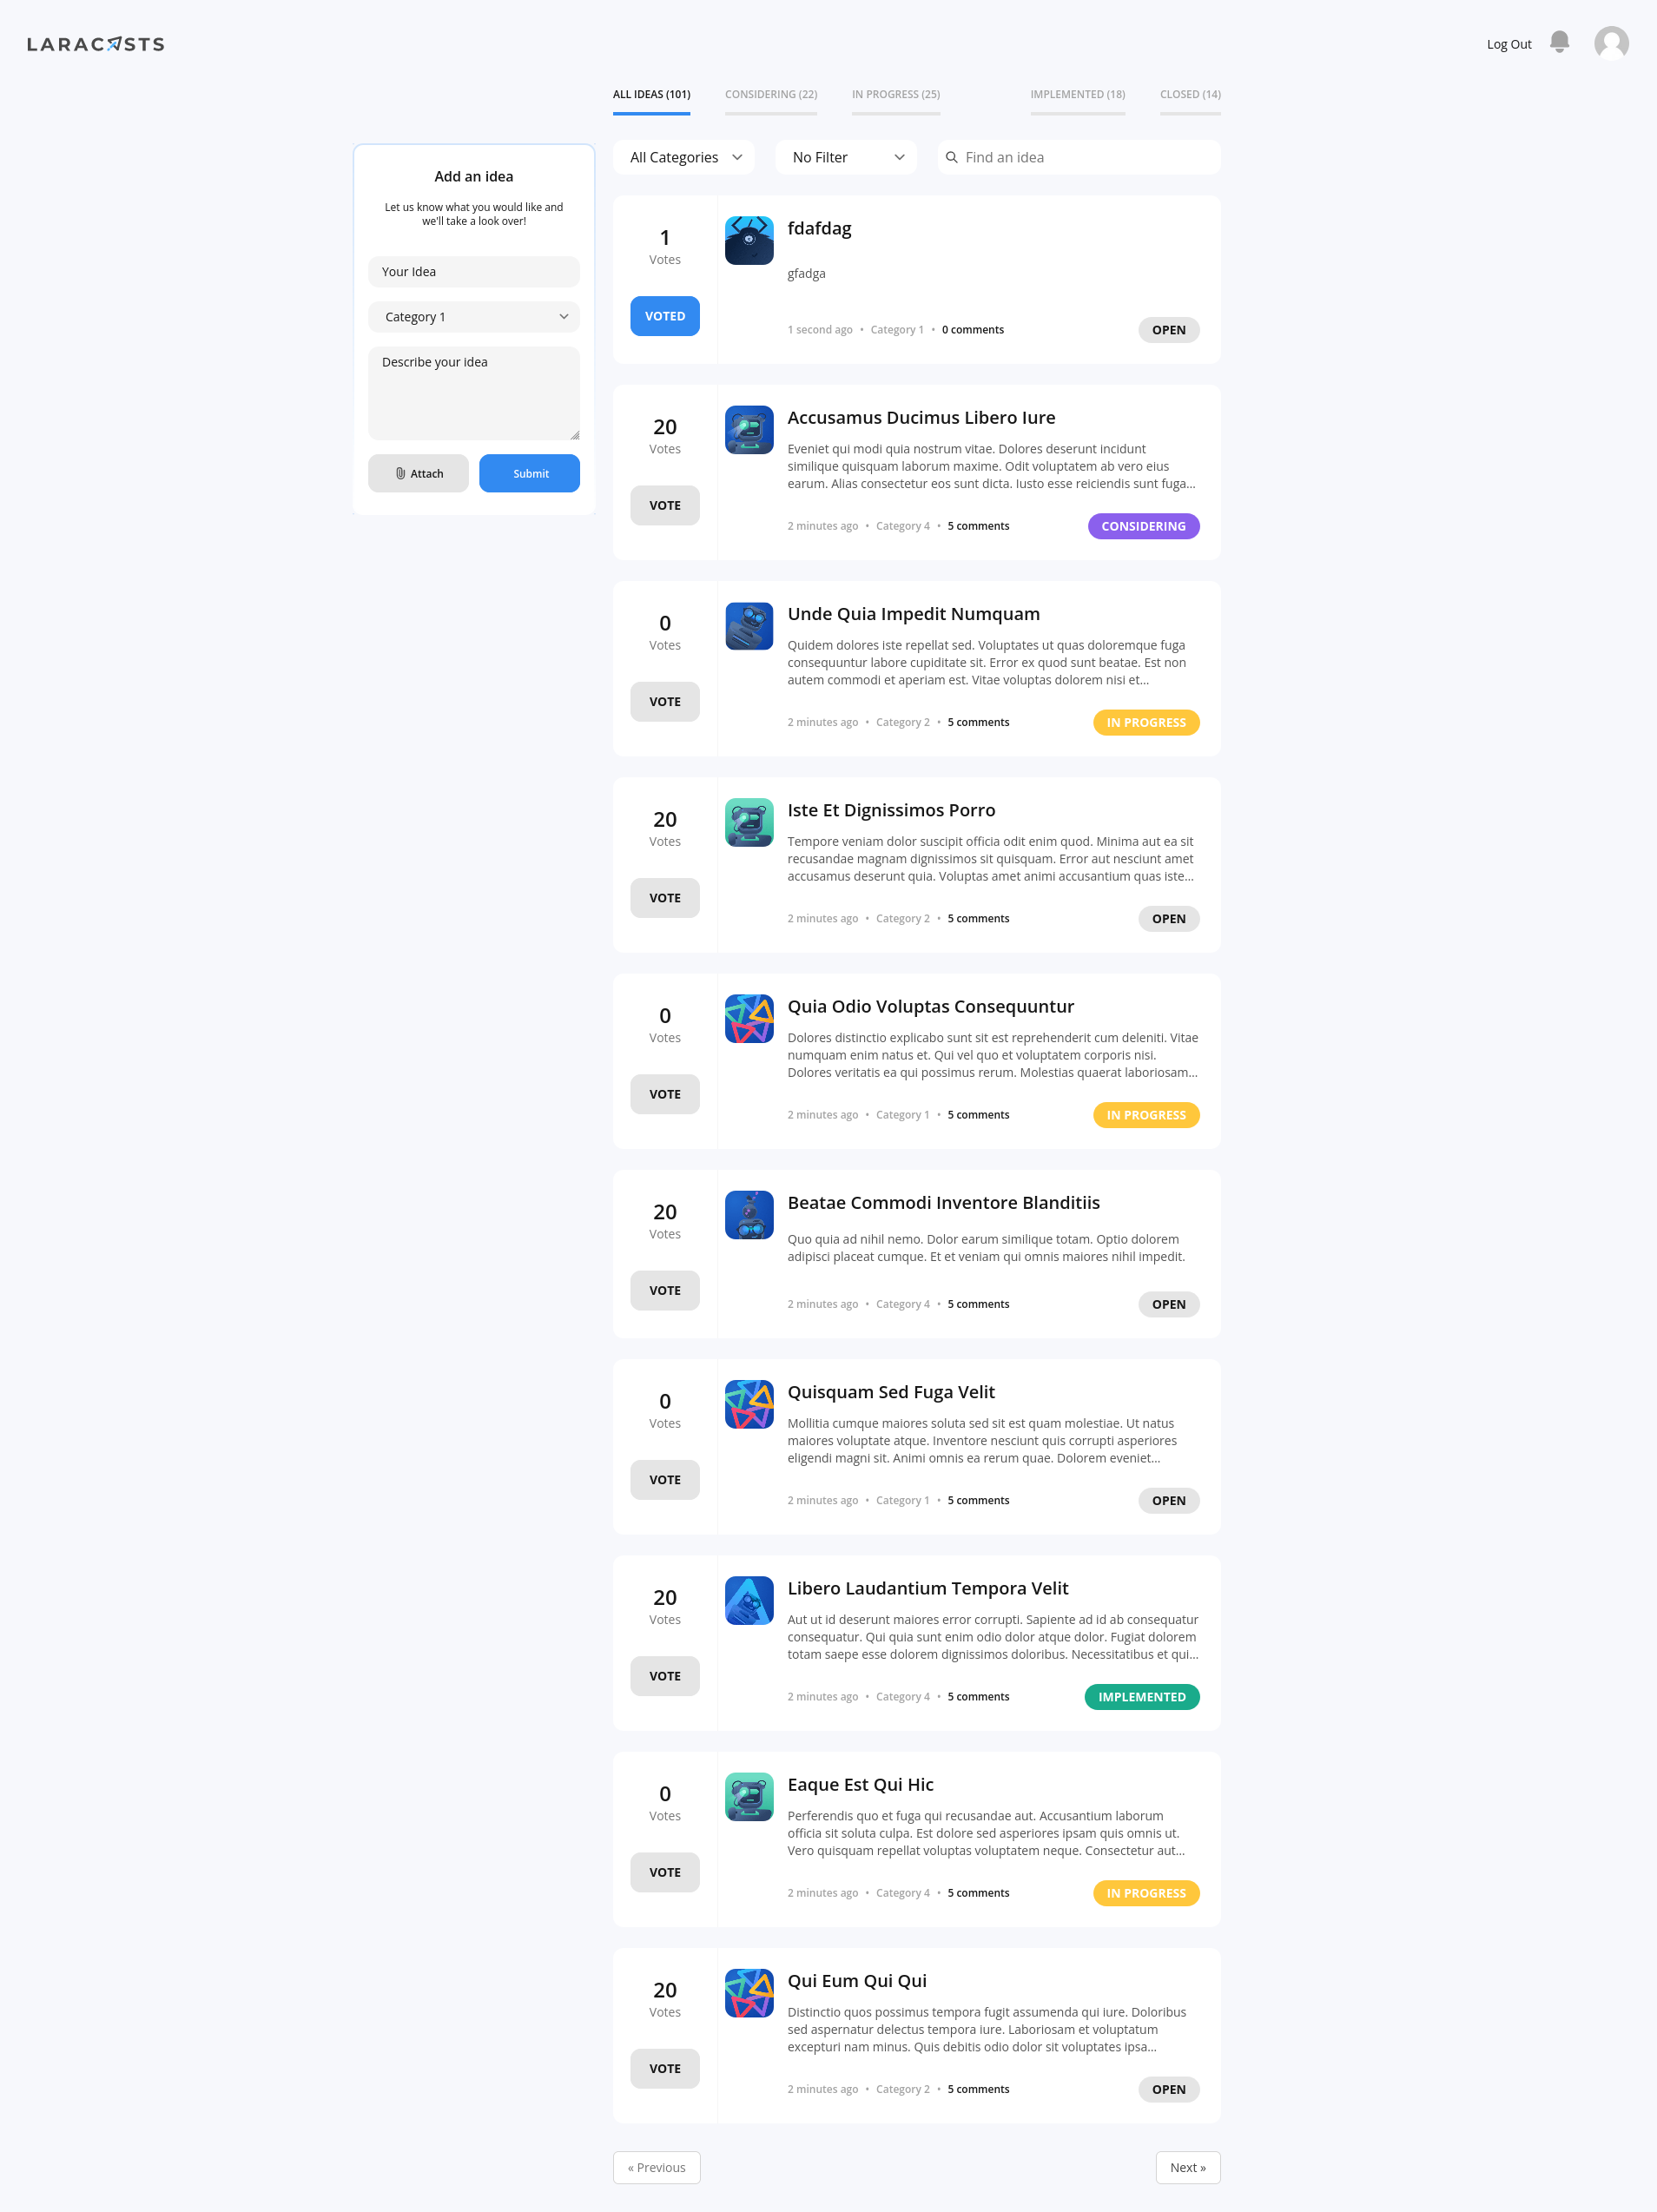 LARACASTS
Log Out
ALL IDEAS (101)
CONSIDERING (22)
IN PROGRESS (25)
IMPLEMENTED (18)
CLOSED (14)
Add an idea
Let us know what you would like and
we'll take a look over!
Your Idea
Category 1
Describe your idea
Attach
Submit
All Categories
No Filter
Find an idea
1
Votes
VOTED
fdafdag
gfadga
1 second ago • Category 1 • 0 comments
OPEN
20
Votes
VOTE
Accusamus Ducimus Libero Iure
Eveniet qui modi quia nostrum vitae. Dolores deserunt incidunt
similique quisquam laborum maxime. Odit voluptatem ab vero eius
earum. Alias consectetur eos sunt dicta. Iusto esse reiciendis sunt fuga...
2 minutes ago • Category 4 • 5 comments
CONSIDERING
0
Votes
VOTE
Unde Quia Impedit Numquam
Quidem dolores iste repellat sed. Voluptates ut quas doloremque fuga
consequuntur labore cupiditate sit. Error ex quod sunt beatae. Est non
autem commodi et aperiam est. Vitae voluptas dolorem nisi et...
2 minutes ago • Category 2 • 5 comments
IN PROGRESS
20
Votes
VOTE
Iste Et Dignissimos Porro
Tempore veniam dolor suscipit officia odit enim quod. Minima aut ea sit
recusandae magnam dignissimos sit quisquam. Error aut nesciunt amet
accusamus deserunt quia. Voluptas amet animi accusantium quas iste...
2 minutes ago • Category 2 • 5 comments
OPEN
0
Votes
VOTE
Quia Odio Voluptas Consequuntur
Dolores distinctio explicabo sunt sit est reprehenderit cum deleniti. Vitae
numquam enim natus et. Qui vel quo et voluptatem corporis nisi.
Dolores veritatis ea qui possimus rerum. Molestias quaerat laboriosam...
2 minutes ago • Category 1 • 5 comments
IN PROGRESS
20
Votes
VOTE
Beatae Commodi Inventore Blanditiis
Quo quia ad nihil nemo. Dolor earum similique totam. Optio dolorem
adipisci placeat cumque. Et et veniam qui omnis maiores nihil impedit.
2 minutes ago • Category 4 • 5 comments
OPEN
0
Votes
VOTE
Quisquam Sed Fuga Velit
Mollitia cumque maiores soluta sed sit est quam molestiae. Ut natus
maiores voluptate atque. Inventore nesciunt quis corrupti asperiores
eligendi magni sit. Animi omnis ea rerum quae. Dolorem eveniet...
2 minutes ago • Category 1 • 5 comments
OPEN
20
Votes
VOTE
Libero Laudantium Tempora Velit
Aut ut id deserunt maiores error corrupti. Sapiente ad id ab consequatur
consequatur. Qui quia sunt enim odio dolor atque dolor. Fugiat dolorem
totam saepe esse dolorem dignissimos doloribus. Necessitatibus et qui...
2 minutes ago • Category 4 • 5 comments
IMPLEMENTED
0
Votes
VOTE
Eaque Est Qui Hic
Perferendis quo et fuga qui recusandae aut. Accusantium laborum
officia sit soluta culpa. Est dolore sed asperiores ipsam quis omnis ut.
Vero quisquam repellat voluptas voluptatem neque. Consectetur aut...
2 minutes ago • Category 4 • 5 comments
IN PROGRESS
20
Votes
VOTE
Qui Eum Qui Qui
Distinctio quos possimus tempora fugit assumenda qui iure. Doloribus
sed aspernatur delectus tempora iure. Laboriosam et voluptatum
excepturi nam minus. Quis debitis odio dolor sit voluptates ipsa...
2 minutes ago • Category 2 • 5 comments
OPEN
« Previous
Next »